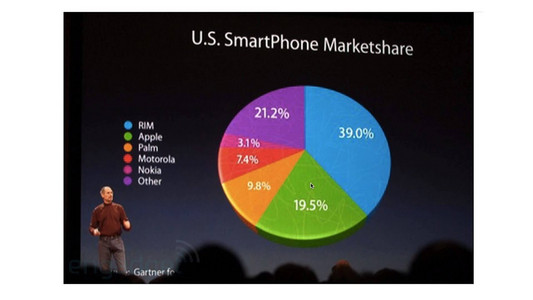 U.S. SmartPhone Marketshare
RIM
Apple
Palm
Motorola
Nokia
Other
21.2%
39.0%
3.1%
7.4%
9.8%
19.5%
Gartner fo